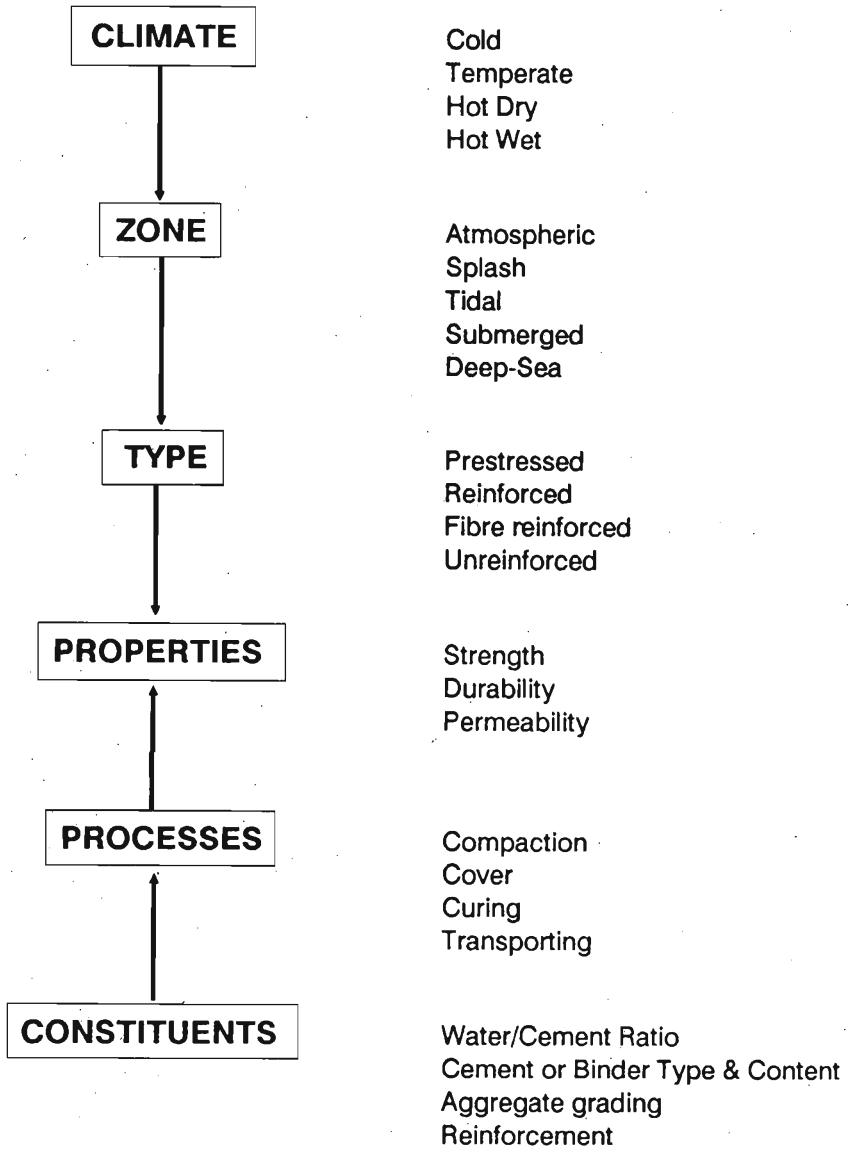 CLIMATE
Cold
Temperate
Hot Dry
Hot Wet
ZONE
Atmospheric
Splash
Tidal
Submerged
Deep-Sea
TYPE
Prestressed
Reinforced
Fibre reinforced
Unreinforced
PROPERTIES
Strength
Durability
Permeability
PROCESSES
Compaction
Cover
Curing
Transporting
CONSTITUENTS
Water/Cement Ratio
Cement or Binder Type & Content
Aggregate grading
Reinforcement